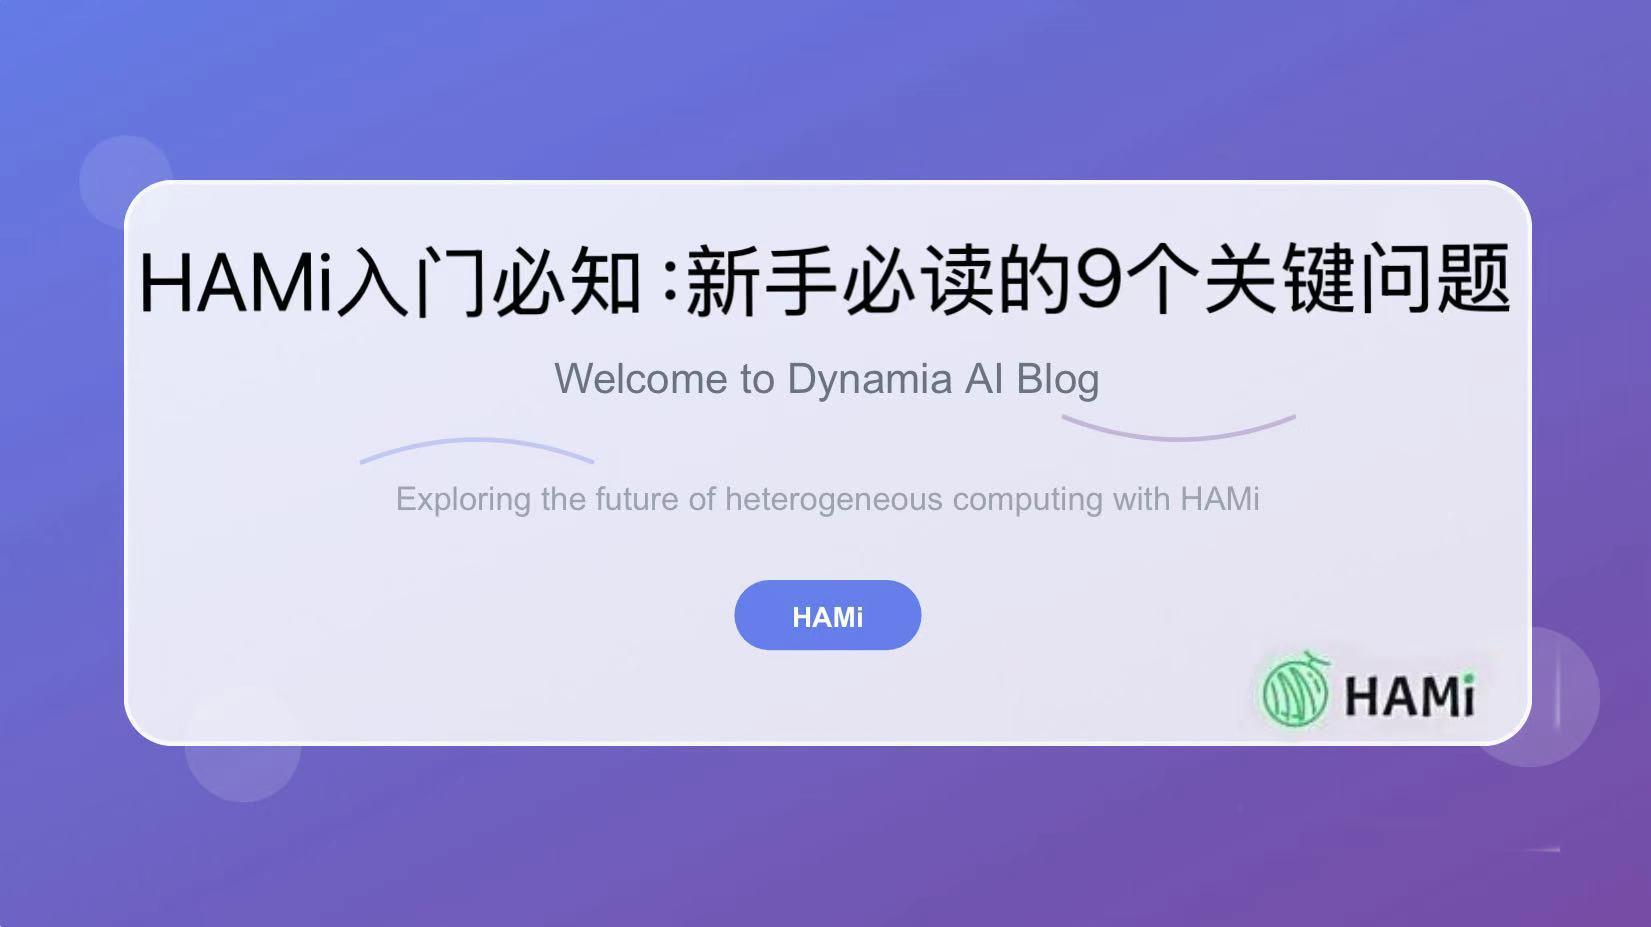 HAMi入门必知:新手必读的9个关键问题
Welcome to Dynamia AI Blog
Exploring the future of heterogeneous computing with HAMi
HAMi
HAMi